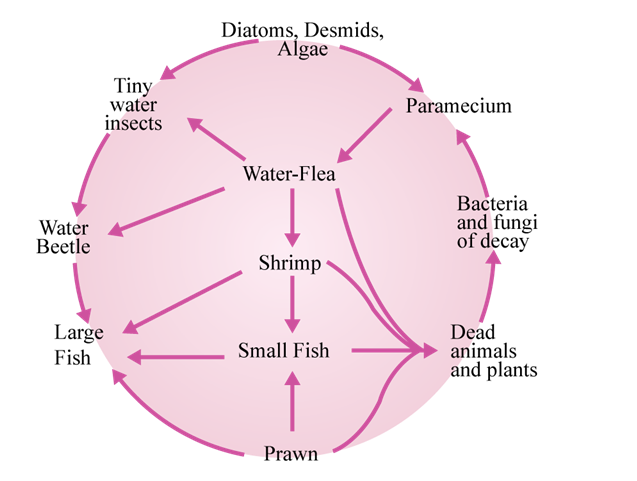 Diatoms, Desmids,
Algae
Tiny
water
insects
Paramecium
Water-Flea
Water
Beetle
Bacteria
and fungi
of decay
Shrimp
Large
Fish
Small Fish
Dead
animals
and plants
Prawn